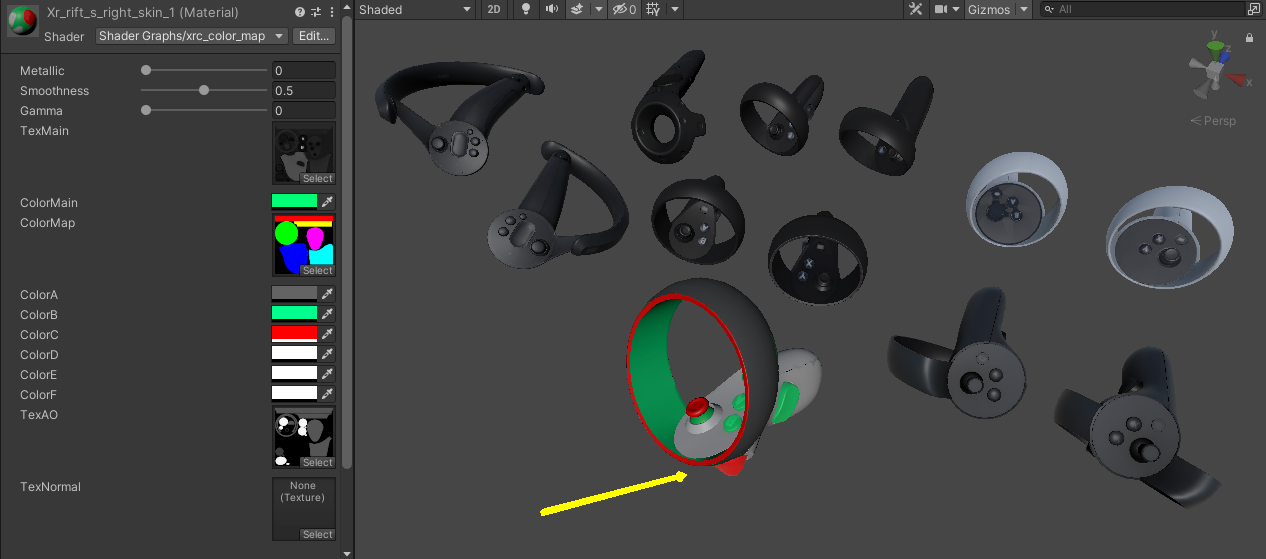 Xr_rift_s_right_skin_1 (Material)
Shader Shader Graphs/xrc_color_map Edit...
Metallic 0
Smoothness 0.5
Gamma 0
TexMain
Select
ColorMain
ColorMap
Select
ColorA
ColorB
ColorC
ColorD
ColorE
ColorF
TexAO
Select
TexNormal
None
(Texture)
Select
Shaded 2D 0 Gizmos All
y
z
x
Persp
X
Y